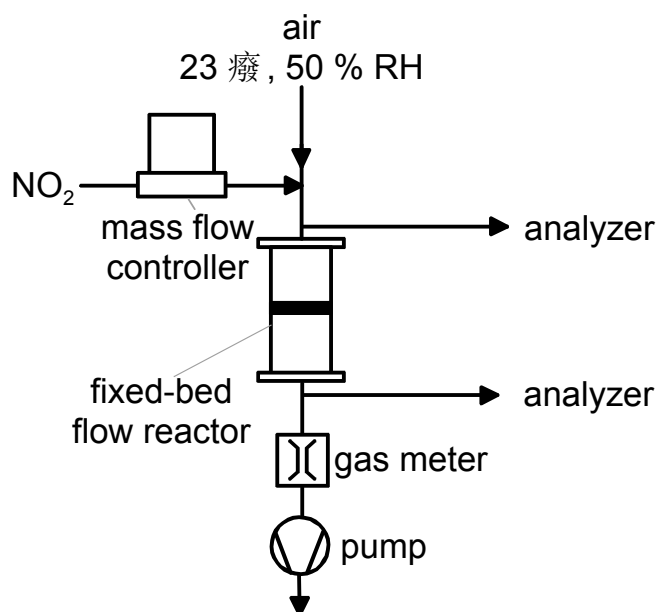 air
23 癈, 50 % RH
NO₂
mass flow
controller
analyzer
fixed-bed
flow reactor
analyzer
gas meter
pump